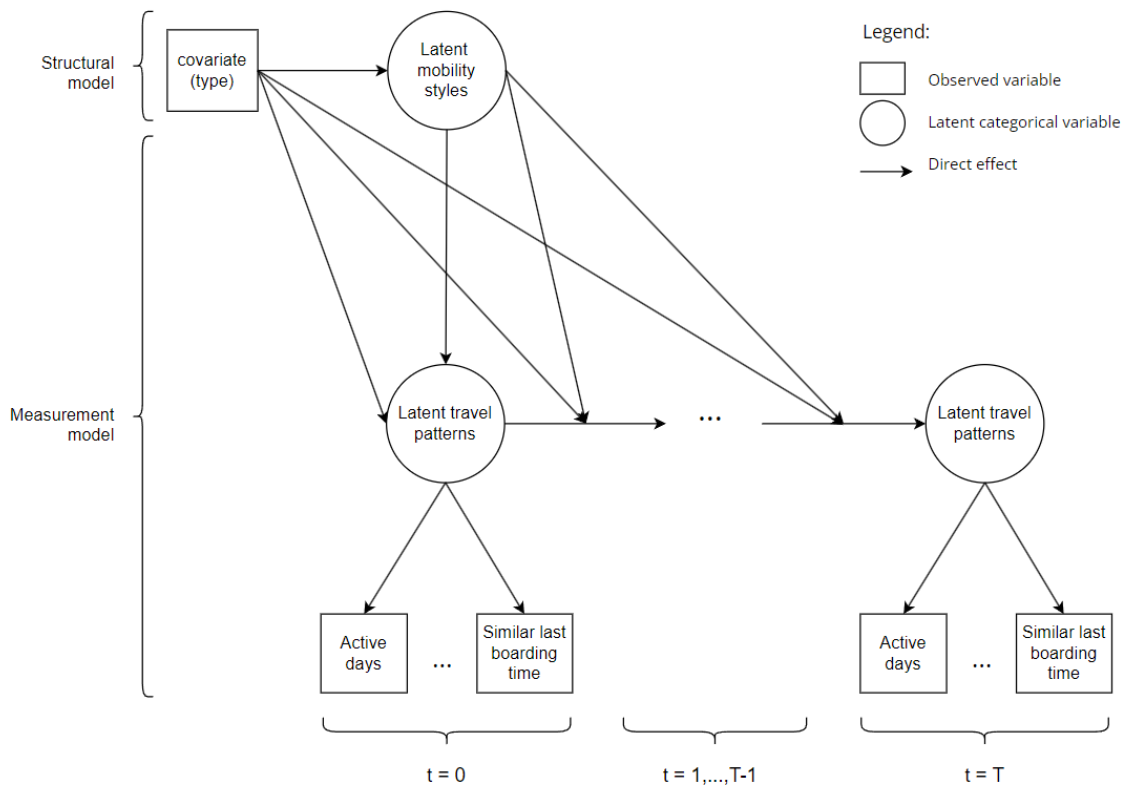 Structural
model
covariate
(type)
Latent
mobility
styles
Legend:
Observed variable
Latent categorical variable
Direct effect
Measurement
model
Latent travel
patterns
...
Latent travel
patterns
Active
days
...
Similar last
boarding
time
Active
days
...
Similar last
boarding
time
t = 0
t = 1,...,T-1
t = T